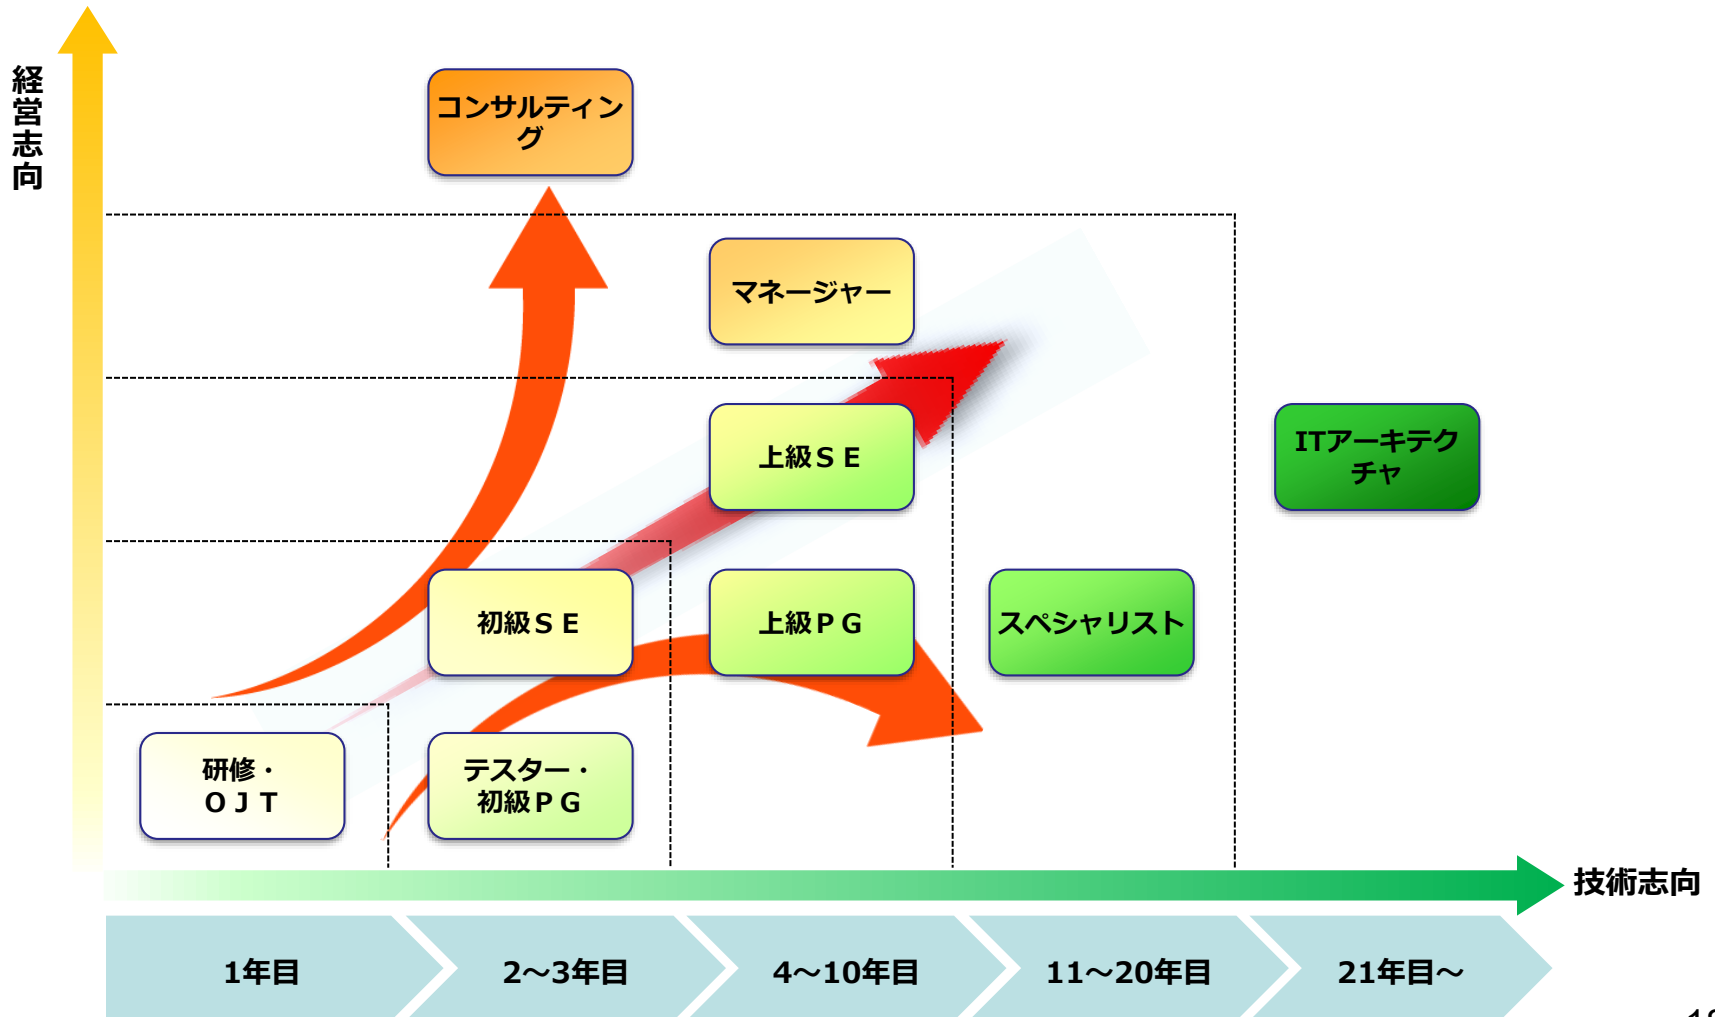 経営志向
コンサルティン
グ
マネージャー
上級ＳＥ
ITアーキテク
チャ
初級ＳＥ
上級ＰＧ
スペシャリスト
研修・
ＯＪＴ
テスター・
初級ＰＧ
技術志向
1年目
2～3年目
4～10年目
11～20年目
21年目～